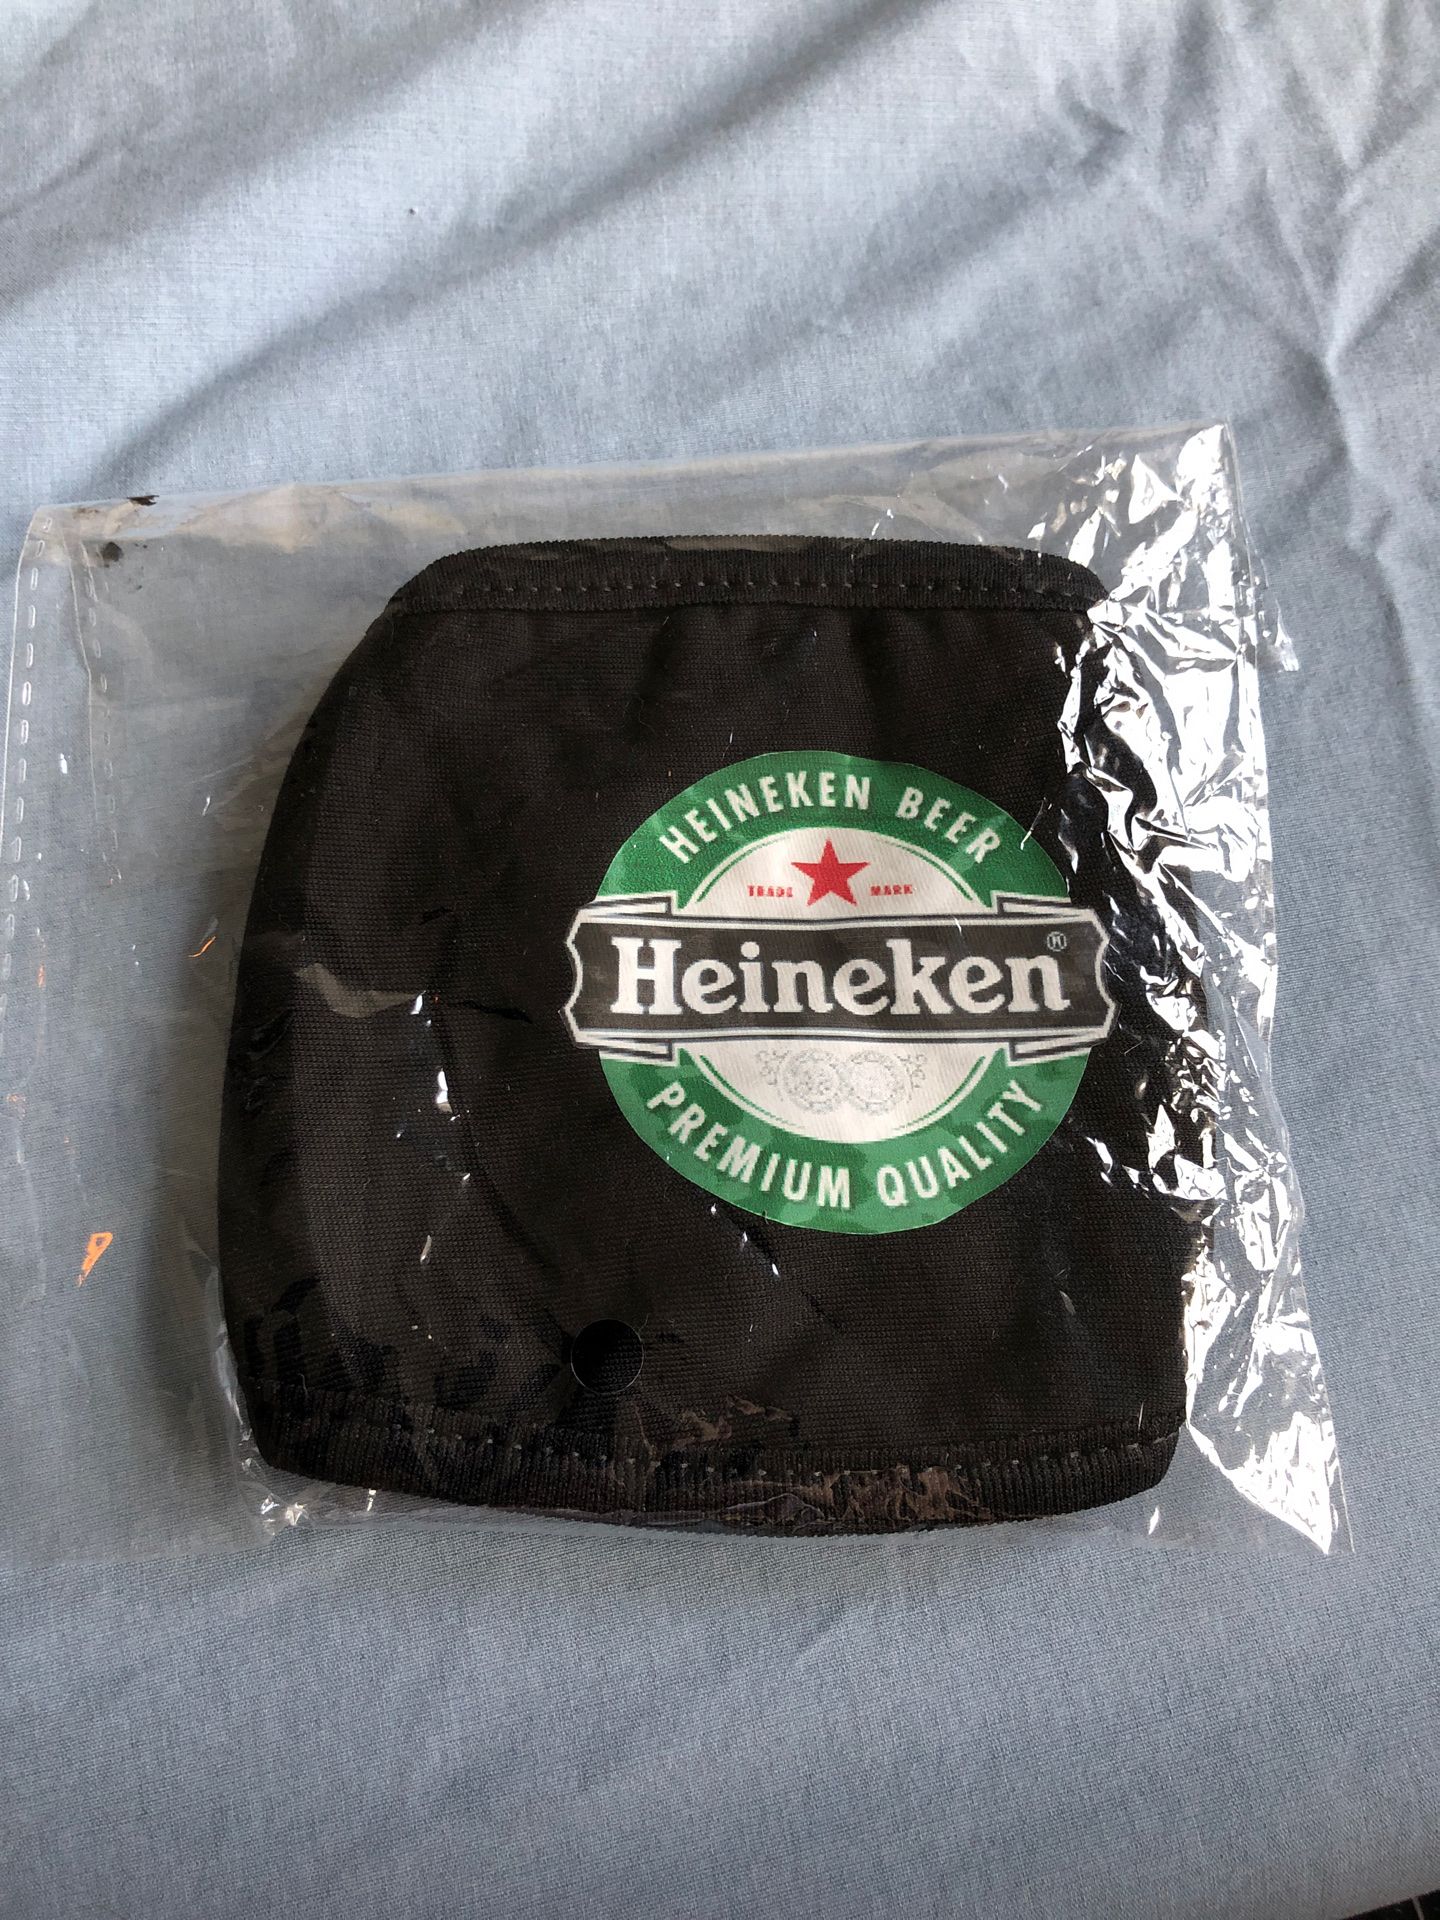 HEINEKEN BEER
TRADE MARK
Heineken®
PREMIUM QUALITY